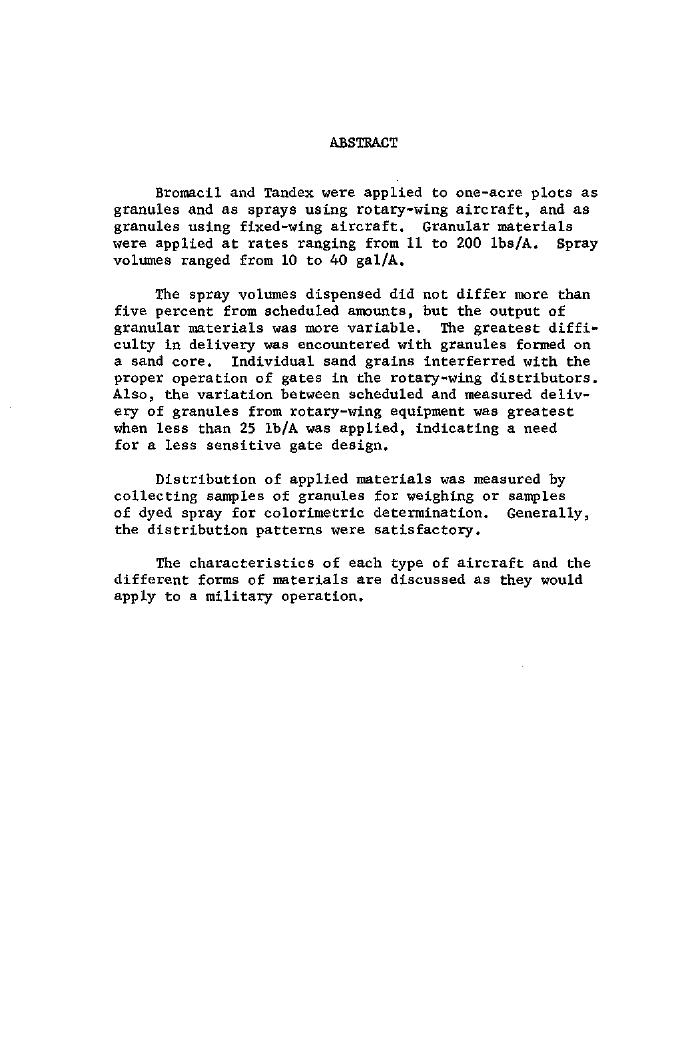 ABSTRACT
Bromacil and Tandex were applied to one-acre plots as
granules and as sprays using rotary-wing aircraft, and as
granules using fixed-wing aircraft. Granular materials
were applied at rates ranging from 11 to 200 lbs/A. Spray
volumes ranged from 10 to 40 gal/A.
The spray volumes dispensed did not differ more than
five percent from scheduled amounts, but the output of
granular materials was more variable. The greatest diffi-
culty in delivery was encountered with granules formed on
a sand core. Individual sand grains interferred with the
proper operation of gates in the rotary-wing distributors.
Also, the variation between scheduled and measured deliv-
ery of granules from rotary-wing equipment was greatest
when less than 25 lb/A was applied, indicating a need
for a less sensitive gate design.
Distribution of applied materials was measured by
collecting samples of granules for weighing or samples
of dyed spray for colorimetric determination. Generally,
the distribution patterns were satisfactory.
The characteristics of each type of aircraft and the
different forms of materials are discussed as they would
apply to a military operation.